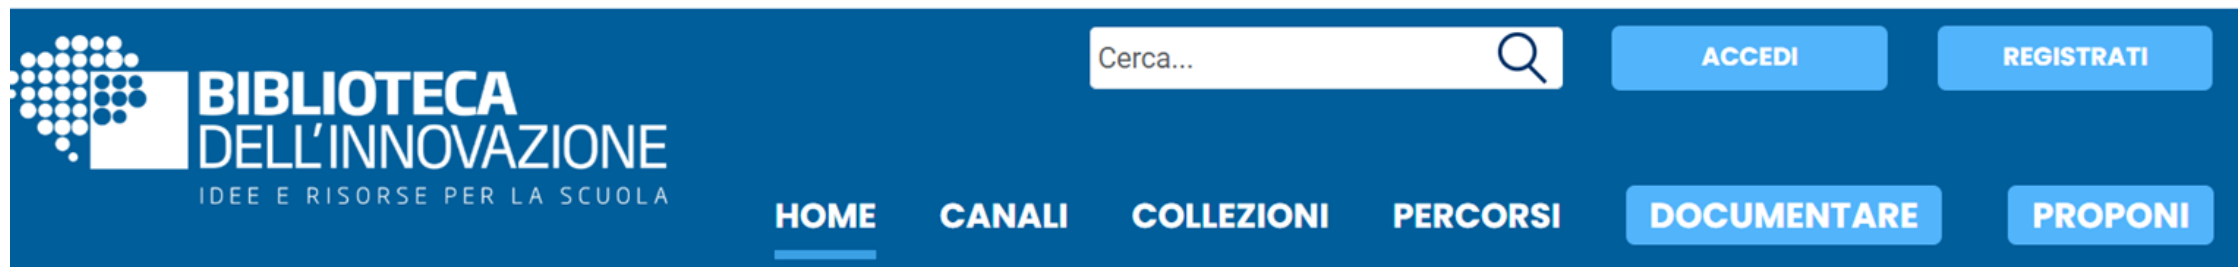 BIBLIOTECA
DELL'INNOVAZIONE
IDEE E RISORSE PER LA SCUOLA
Cerca...
ACCEDI
REGISTRATI
HOME
CANALI
COLLEZIONI
PERCORSI
DOCUMENTARE
PROPONI